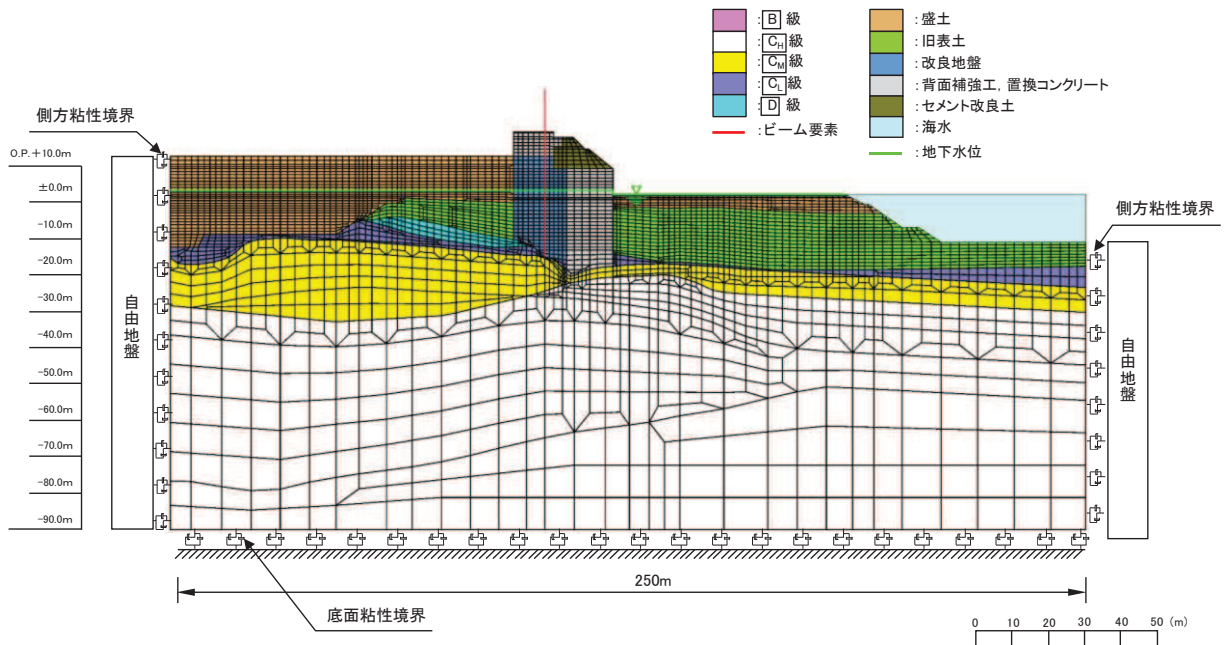 :B 級
:CH級
:CM級
:CL級
:D 級
:ビーム要素
:盛土
:旧表土
:改良地盤
:背面補強工，置換コンクリート
:セメント改良土
:海水
:地下水位
側方粘性境界
O.P.+10.0m
±0.0m
-10.0m
-20.0m
-30.0m
-40.0m
-50.0m
-60.0m
-70.0m
-80.0m
-90.0m
自由地盤
側方粘性境界
自由地盤
250m
底面粘性境界
0 10 20 30 40 50 (m)